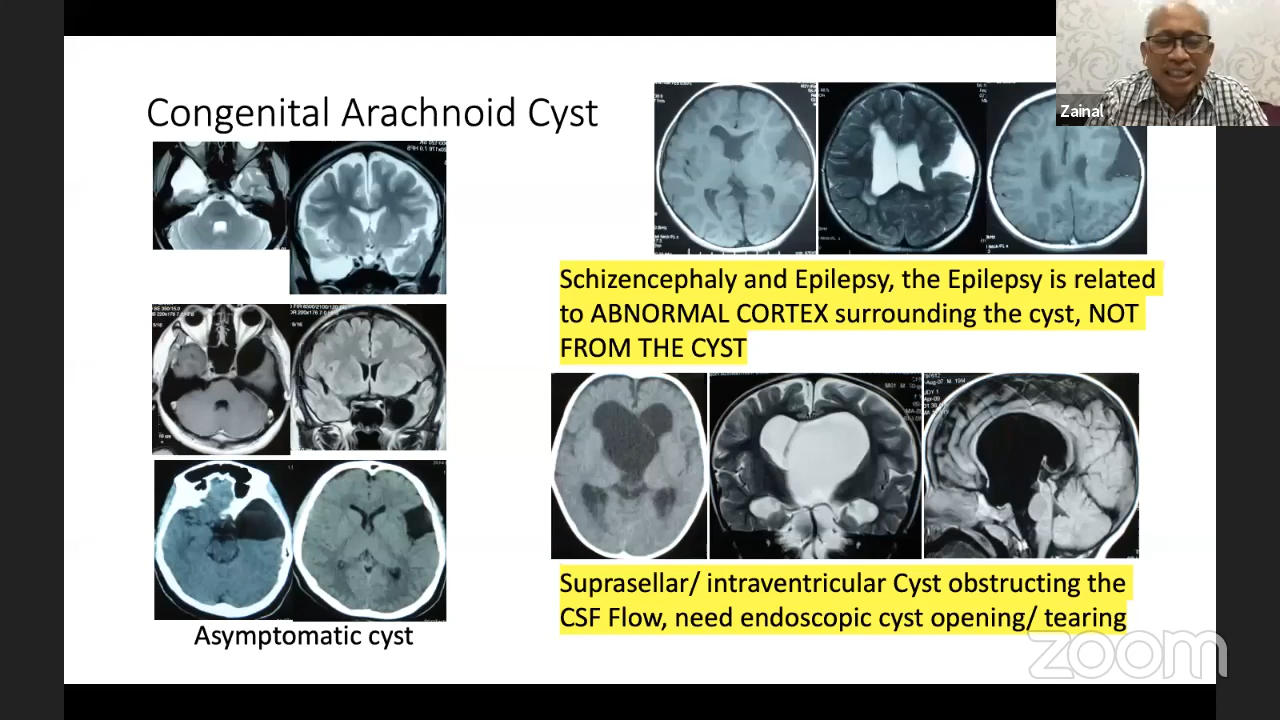 Zainal
Congenital Arachnoid Cyst
Schizencephaly and Epilepsy, the Epilepsy is related
to ABNORMAL CORTEX surrounding the cyst, NOT
FROM THE CYST
Suprasellar/ intraventricular Cyst obstructing the
CSF Flow, need endoscopic cyst opening/ tearing
Asymptomatic cyst
zoom